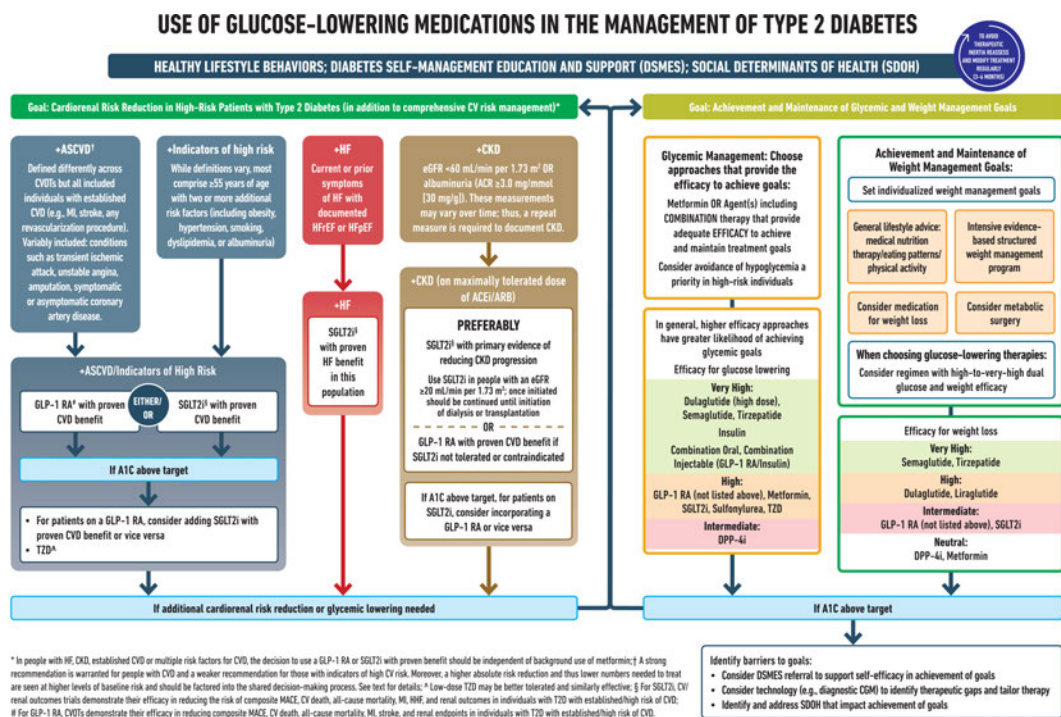 USE OF GLUCOSE-LOWERING MEDICATIONS IN THE MANAGEMENT OF TYPE 2 DIABETES
TO AVOID
THERAPEUTIC
INERTIA REASSESS
AND MODIFY TREATMENT
REGULARLY
(3-6 MONTHS)
HEALTHY LIFESTYLE BEHAVIORS; DIABETES SELF-MANAGEMENT EDUCATION AND SUPPORT (DSMES); SOCIAL DETERMINANTS OF HEALTH (SDOH)
Goal: Cardiorenal Risk Reduction in High-Risk Patients with Type 2 Diabetes (in addition to comprehensive CV risk management)*
+ASCVD†
Defined differently across
CVOTs but all included
individuals with established
CVD (e.g., MI, stroke, any
revascularization procedure).
Variably included: conditions
such as transient ischemic
attack, unstable angina,
amputation, symptomatic
or asymptomatic coronary
artery disease.
+Indicators of high risk
While definitions vary, most
comprise ≥55 years of age
with two or more additional
risk factors (including obesity,
hypertension, smoking,
dyslipidemia, or albuminuria)
+HF
Current or prior
symptoms
of HF with
documented
HFrEF or HFpEF
+CKD
eGFR <60 mL/min per 1.73 m² OR
albuminuria (ACR ≥3.0 mg/mmol
[30 mg/g]). These measurements
may vary over time; thus, a repeat
measure is required to document CKD.
+ASCVD/Indicators of High Risk
GLP-1 RA# with proven
CVD benefit
EITHER/
OR
SGLT2i§ with proven
CVD benefit
If A1C above target
• For patients on a GLP-1 RA, consider adding SGLT2i with
proven CVD benefit or vice versa
• TZD^
+HF
SGLT2i§
with proven
HF benefit
in this
population
+CKD (on maximally tolerated dose
of ACEi/ARB)
PREFERABLY
SGLT2i§ with primary evidence of
reducing CKD progression
Use SGLT2i in people with an eGFR
≥20 mL/min per 1.73 m²; once initiated
should be continued until initiation
of dialysis or transplantation
OR
GLP-1 RA with proven CVD benefit if
SGLT2i not tolerated or contraindicated
If A1C above target, for patients on
SGLT2i, consider incorporating a
GLP-1 RA or vice versa
If additional cardiorenal risk reduction or glycemic lowering needed
Goal: Achievement and Maintenance of Glycemic and Weight Management Goals
Glycemic Management: Choose
approaches that provide the
efficacy to achieve goals:
Metformin OR Agent(s) including
COMBINATION therapy that provide
adequate EFFICACY to achieve
and maintain treatment goals
Consider avoidance of hypoglycemia a
priority in high-risk individuals
In general, higher efficacy approaches
have greater likelihood of achieving
glycemic goals
Efficacy for glucose lowering
Very High:
Dulaglutide (high dose),
Semaglutide, Tirzepatide
Insulin
Combination Oral, Combination
Injectable (GLP-1 RA/Insulin)
High:
GLP-1 RA (not listed above), Metformin,
SGLT2i, Sulfonylurea, TZD
Intermediate:
DPP-4i
Achievement and Maintenance of
Weight Management Goals:
Set individualized weight management goals
General lifestyle advice:
medical nutrition
therapy/eating patterns/
physical activity
Intensive evidence-
based structured
weight management
program
Consider medication
for weight loss
Consider metabolic
surgery
When choosing glucose-lowering therapies:
Consider regimen with high-to-very-high dual
glucose and weight efficacy
Efficacy for weight loss
Very High:
Semaglutide, Tirzepatide
High:
Dulaglutide, Liraglutide
Intermediate:
GLP-1 RA (not listed above), SGLT2i
Neutral:
DPP-4i, Metformin
If A1C above target
Identify barriers to goals:
• Consider DSMES referral to support self-efficacy in achievement of goals
• Consider technology (e.g., diagnostic CGM) to identify therapeutic gaps and tailor therapy
• Identify and address SDOH that impact achievement of goals
* In people with HF, CKD, established CVD or multiple risk factors for CVD, the decision to use a GLP-1 RA or SGLT2i with proven benefit should be independent of background use of metformin;† A strong
recommendation is warranted for people with CVD and a weaker recommendation for those with indicators of high CV risk. Moreover, a higher absolute risk reduction and thus lower numbers needed to treat
are seen at higher levels of baseline risk and should be factored into the shared decision-making process. See text for details; ^ Low-dose TZD may be better tolerated and similarly effective; § For SGLT2i, CV/
renal outcomes trials demonstrate their efficacy in reducing the risk of composite MACE, CV death, all-cause mortality, MI, HHF, and renal outcomes in individuals with T2D with established/high risk of CVD;
# For GLP-1 RA, CVOTs demonstrate their efficacy in reducing composite MACE, CV death, all-cause mortality, MI, stroke, and renal endpoints in individuals with T2D with established/high risk of CVD.